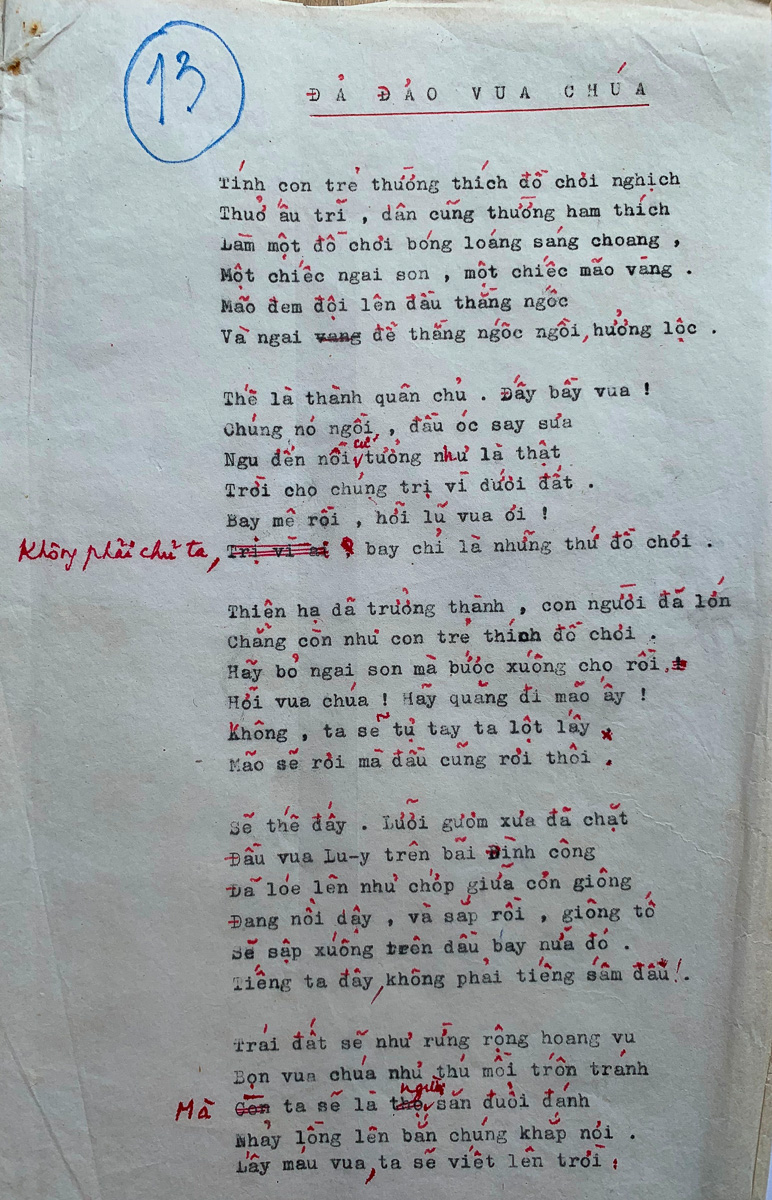 13
ĐẢ ĐẢO VUA CHÚA
Tính con trẻ thường thích đồ chơi nghịch
Thuở ấu trĩ , dân cũng thường ham thích
Làm một đồ chơi bóng loáng sáng choang ,
Một chiếc ngai son , một chiếc mão vàng .
Mão đem đội lên đầu thằng ngốc
Và ngai vang để thằng ngốc ngồi, hưởng lộc .
Thế là thành quân chủ . Đấy bầy vua !
Chúng nó ngồi , đầu óc say sưa
Ngu đến nỗi cứ tưởng như là thật
Trời cho chúng trị vì dưới đất .
Bay mê rồi , hỡi lũ vua ơi !
Không phải chủ ta, Trị vì ai ? bay chỉ là những thứ đồ chơi .
Thiên hạ đã trưởng thành , con người đã lớn
Chẳng còn như con trẻ thích đồ chơi .
Hãy bỏ ngai son mà bước xuống cho rồi.
Hỡi vua chúa ! Hãy quăng đi mão ấy !
Không , ta sẽ tự tay ta lột lấy
Mão sẽ rơi mà đầu cũng rơi thôi .
Sẽ thế đấy . Lưỡi gươm xưa đã chặt
Đầu vua Lu-y trên bãi Đình công
Đã lóe lên như chớp giữa cơn giông
Đang nổi dậy , và sắp rồi , giông tố
Sẽ sập xuống trên đầu bay nữa đó .
Tiếng ta đây, không phải tiếng sấm đâu !.
Trái đất sẽ như rừng rộng hoang vu
Bọn vua chúa như thú mồi trốn tránh
Mà Còn ta sẽ là thợ người săn đuổi đánh
Nhảy lồng lên bắn chúng khắp nơi .
Lấy máu vua, ta sẽ viết lên trời :